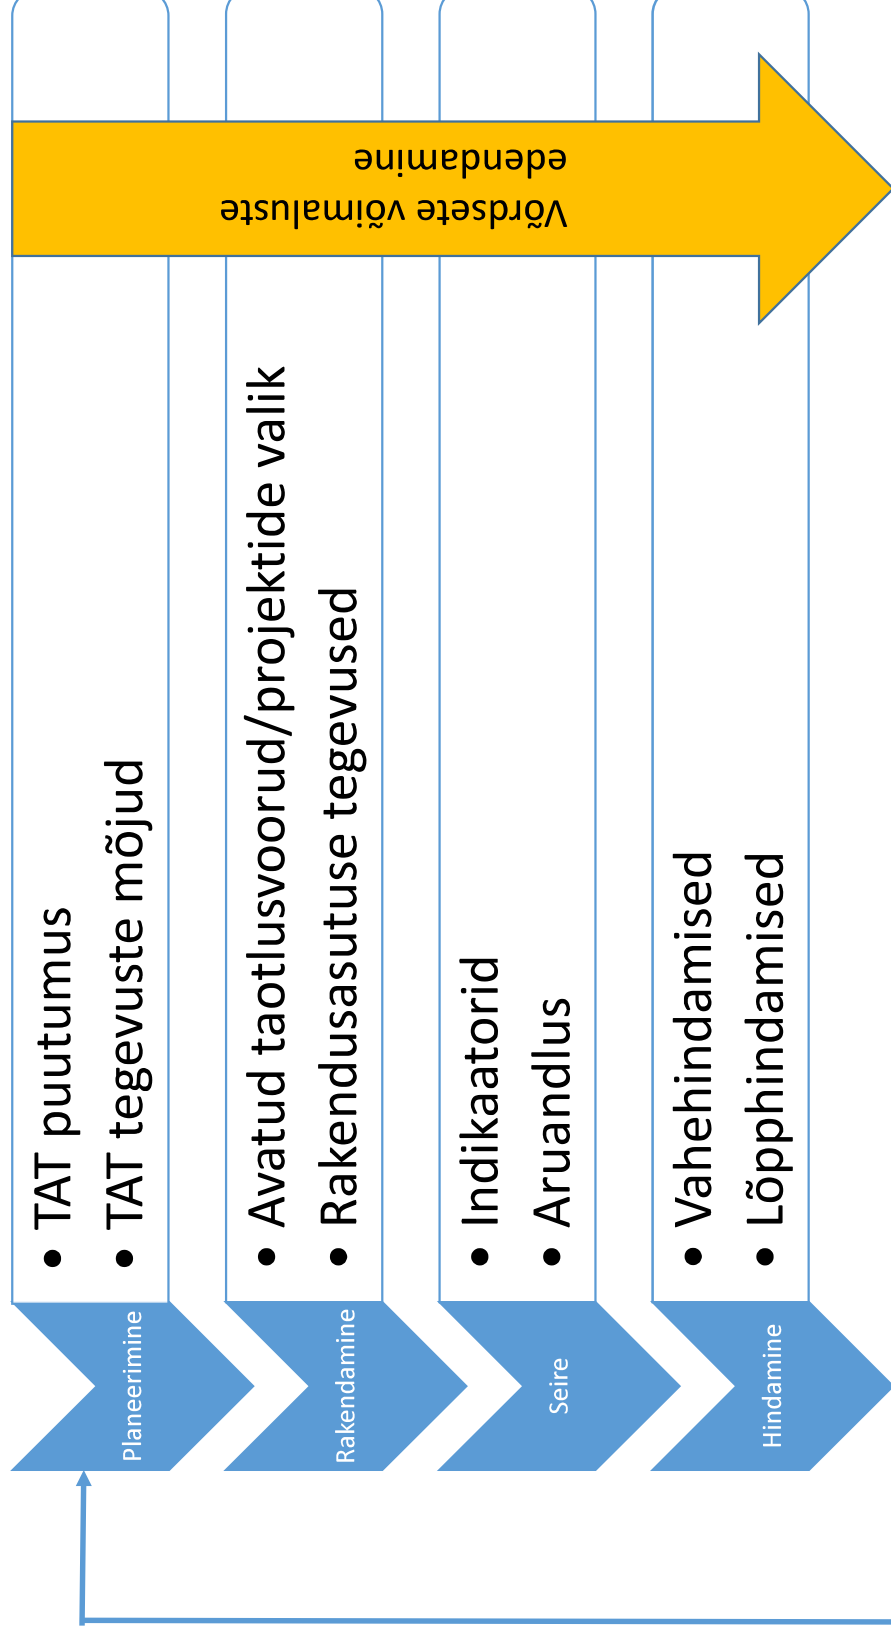 Planeerimine
• TAT puutumus
• TAT tegevuste mõjud
Rakendamine
• Avatud taotlusvoorud/projektide valik
• Rakendusasutuse tegevused
Seire
• Indikaatorid
• Aruandlus
Hindamine
• Vahehindamised
• Lõpphindamised
Võrdsete võimaluste
edendamine